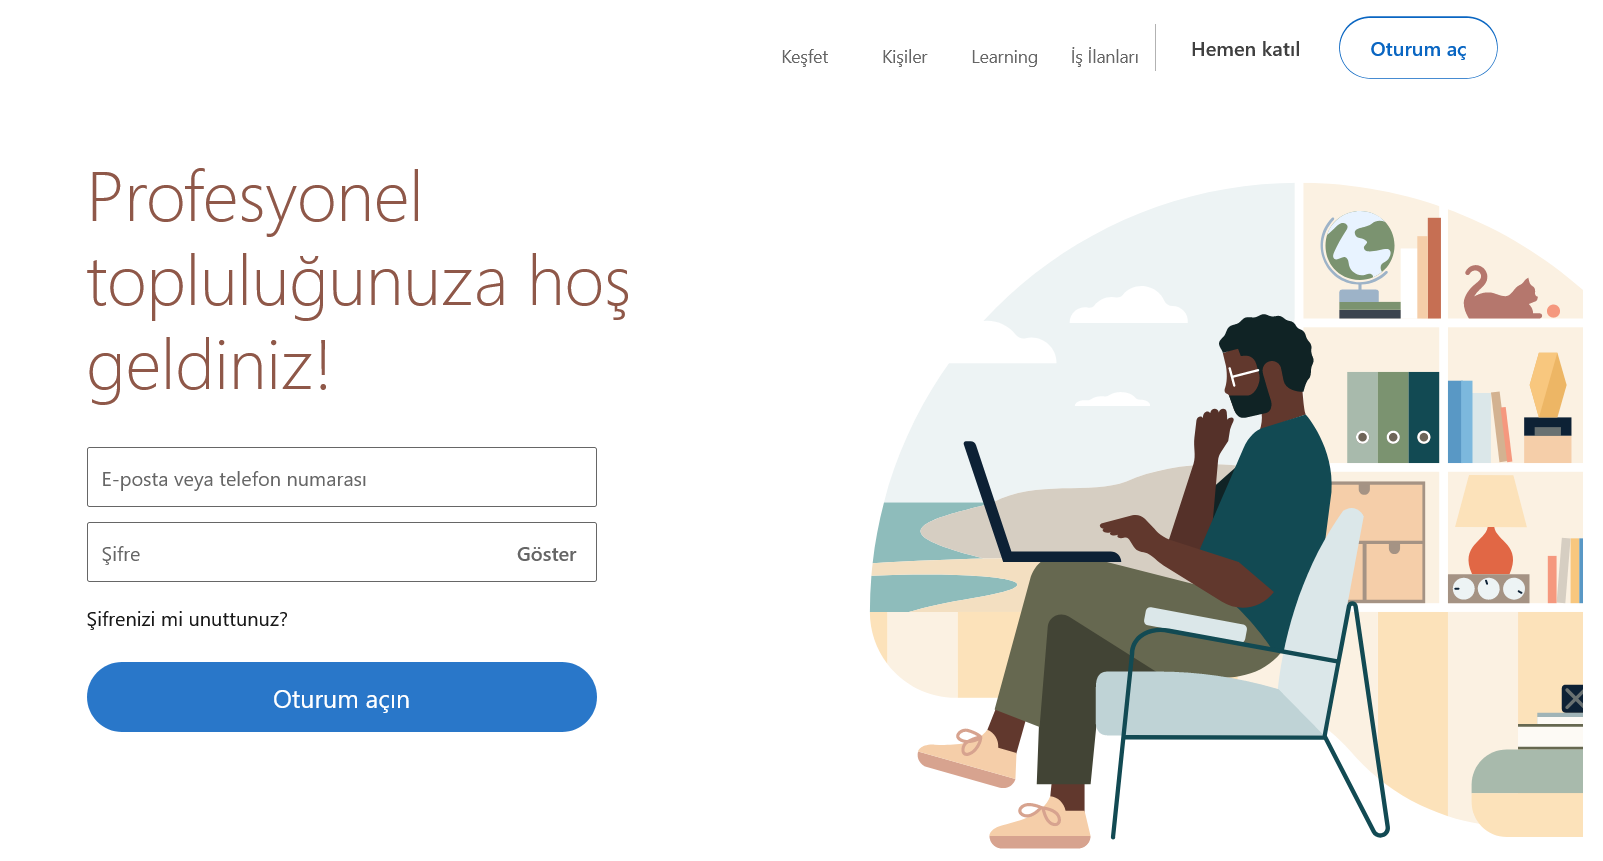 Keşfet
Kişiler
Learning
İş İlanları
Hemen katıl
Oturum aç
Profesyonel
topluluğunuza hoş
geldiniz!
E-posta veya telefon numarası
Şifre
Göster
Şifrenizi mi unuttunuz?
Oturum açın